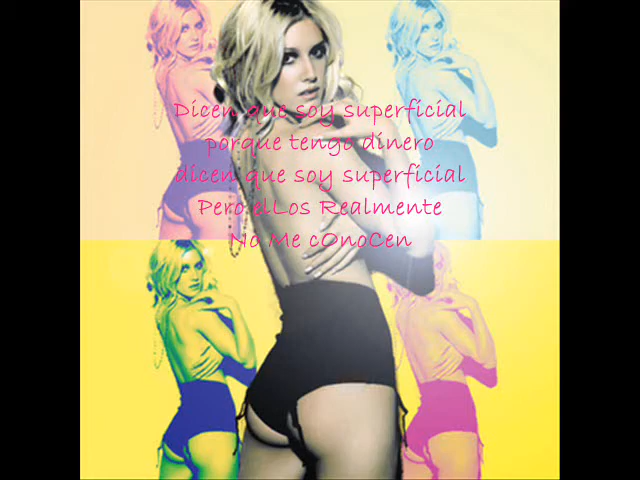 Dicen que soy superficial
porque tengo dinero
dicen que soy superficial
Pero elLos Realmente
No Me cOnoCen